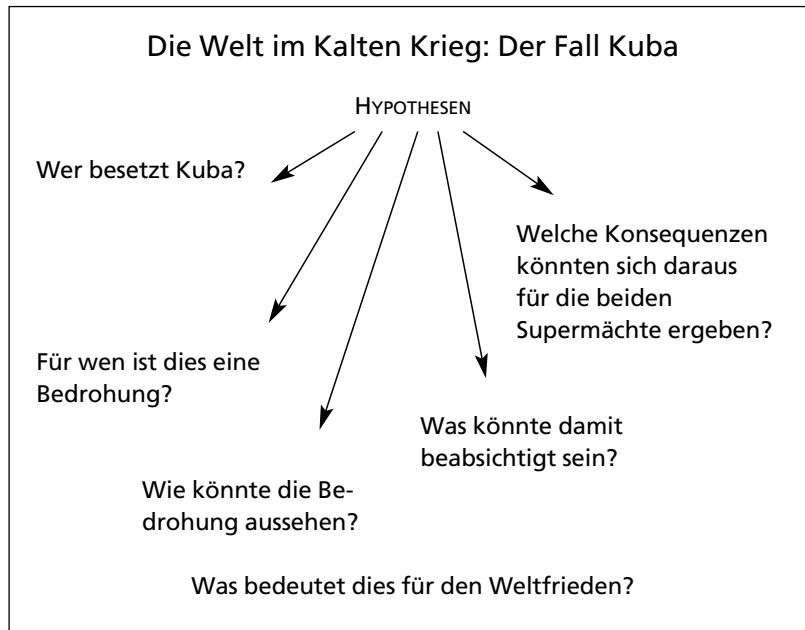 Die Welt im Kalten Krieg: Der Fall Kuba
HYPOTHESEN
Wer besetzt Kuba?
Welche Konsequenzen
könnten sich daraus
für die beiden
Supermächte ergeben?
Für wen ist dies eine
Bedrohung?
Was könnte damit
beabsichtigt sein?
Wie könnte die Be-
drohung aussehen?
Was bedeutet dies für den Weltfrieden?